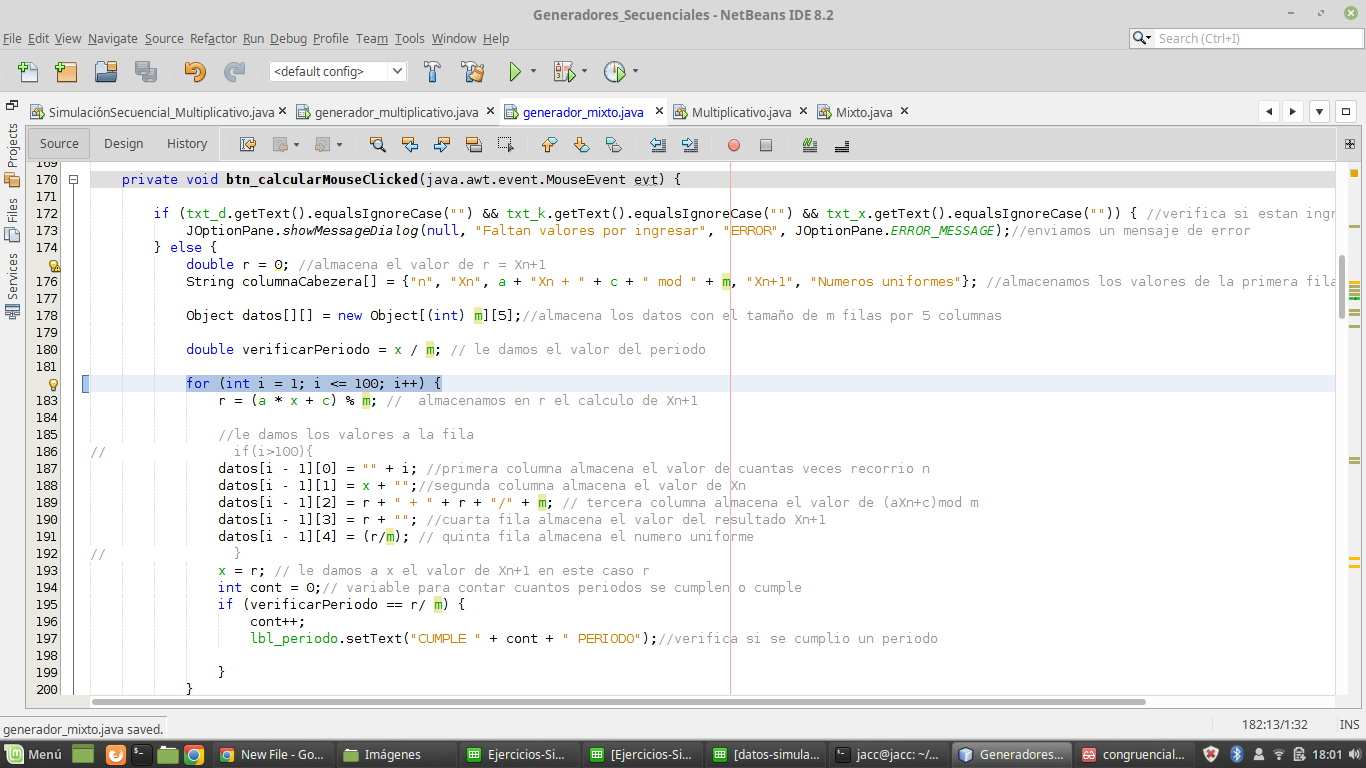 Generadores_Secuenciales - NetBeans IDE 8.2
File Edit View Navigate Source Refactor Run Debug Profile Team Tools Window Help
Search (Ctrl+I)
<default config>
SimulaciónSecuencial_Multiplicativo.java generador_multiplicativo.java generador_mixto.java Multiplicativo.java Mixto.java
Source Design History
Projects
Files
Services
169
170 private void btn_calcularMouseClicked(java.awt.event.MouseEvent evt) {
171
172 if (txt_d.getText().equalsIgnoreCase("") && txt_k.getText().equalsIgnoreCase("") && txt_x.getText().equalsIgnoreCase("")) { //verifica si estan ingr
173 JOptionPane.showMessageDialog(null, "Faltan valores por ingresar", "ERROR", JOptionPane.ERROR_MESSAGE);//enviamos un mensaje de error
174 } else {
double r = 0; //almacena el valor de r = Xn+1
176 String columnaCabezera[] = {"n", "Xn", a + "Xn + " + c + " mod " + m, "Xn+1", "Numeros uniformes"}; //almacenamos los valores de la primera fila
177
178 Object datos[][] = new Object[(int) m][5];//almacena los datos con el tamaño de m filas por 5 columnas
179
180 double verificarPeriodo = x / m; // le damos el valor del periodo
181
for (int i = 1; i <= 100; i++) {
183 r = (a * x + c) % m; //  almacenamos en r el calculo de Xn+1
184
185 //le damos los valores a la fila
186 // if(i>100){
187 datos[i - 1][0] = "" + i; //primera columna almacena el valor de cuantas veces recorrio n
188 datos[i - 1][1] = x + "";//segunda columna almacena el valor de Xn
189 datos[i - 1][2] = r + " + " + r + "/" + m; // tercera columna almacena el valor de (aXn+c)mod m
190 datos[i - 1][3] = r + ""; //cuarta fila almacena el valor del resultado Xn+1
191 datos[i - 1][4] = (r/m); // quinta fila almacena el numero uniforme
192 // }
193 x = r; // le damos a x el valor de Xn+1 en este caso r
194 int cont = 0;// variable para contar cuantos periodos se cumplen o cumple
195 if (verificarPeriodo == r/ m) {
196 cont++;
197 lbl_periodo.setText("CUMPLE " + cont + " PERIODO");//verifica si se cumplio un periodo
198
199 }
200 }
generador_mixto.java saved.
182:13/1:32 INS
Menú New File - Go... Imágenes Ejercicios-Si... [Ejercicios-Si... [datos-simula... jacc@jacc: ~/... Generadores... congruencial... 18:01